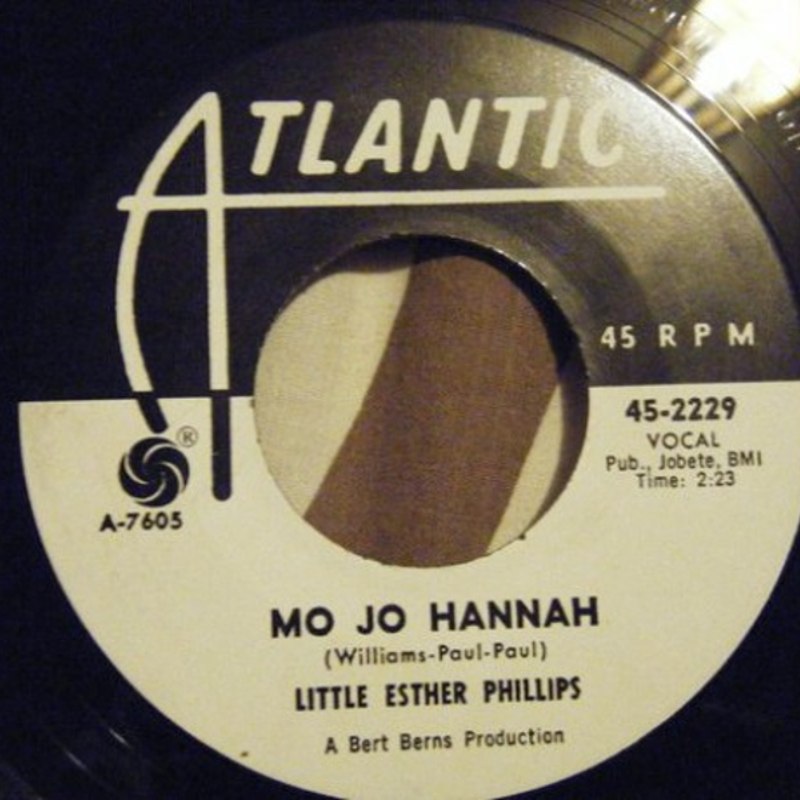 ATLANTIC
45 RPM
45-2229
VOCAL
Pub., Jobete, BMI
Time: 2:23
®
A-7605
MO JO HANNAH
(Williams-Paul-Paul)
LITTLE ESTHER PHILLIPS
A Bert Berns Production